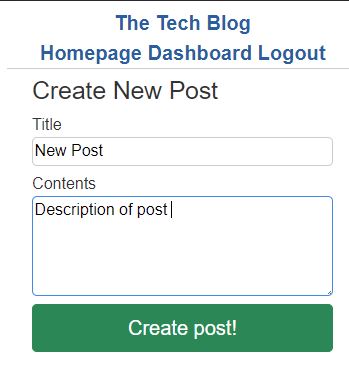 The Tech Blog
Homepage Dashboard Logout
Create New Post
Title
New Post
Contents
Description of post
Create post!